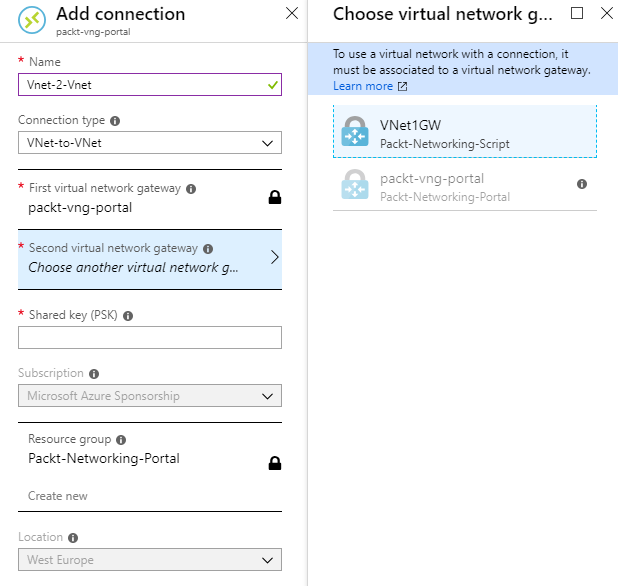 Add connection
packt-vng-portal
* Name
Vnet-2-Vnet
Connection type
VNet-to-VNet
* First virtual network gateway
packt-vng-portal
* Second virtual network gateway
Choose another virtual network g...
* Shared key (PSK)
Subscription
Microsoft Azure Sponsorship
Resource group
Packt-Networking-Portal
Create new
Location
West Europe
Choose virtual network g...
To use a virtual network with a connection, it
must be associated to a virtual network gateway.
Learn more
VNet1GW
Packt-Networking-Script
packt-vng-portal
Packt-Networking-Portal